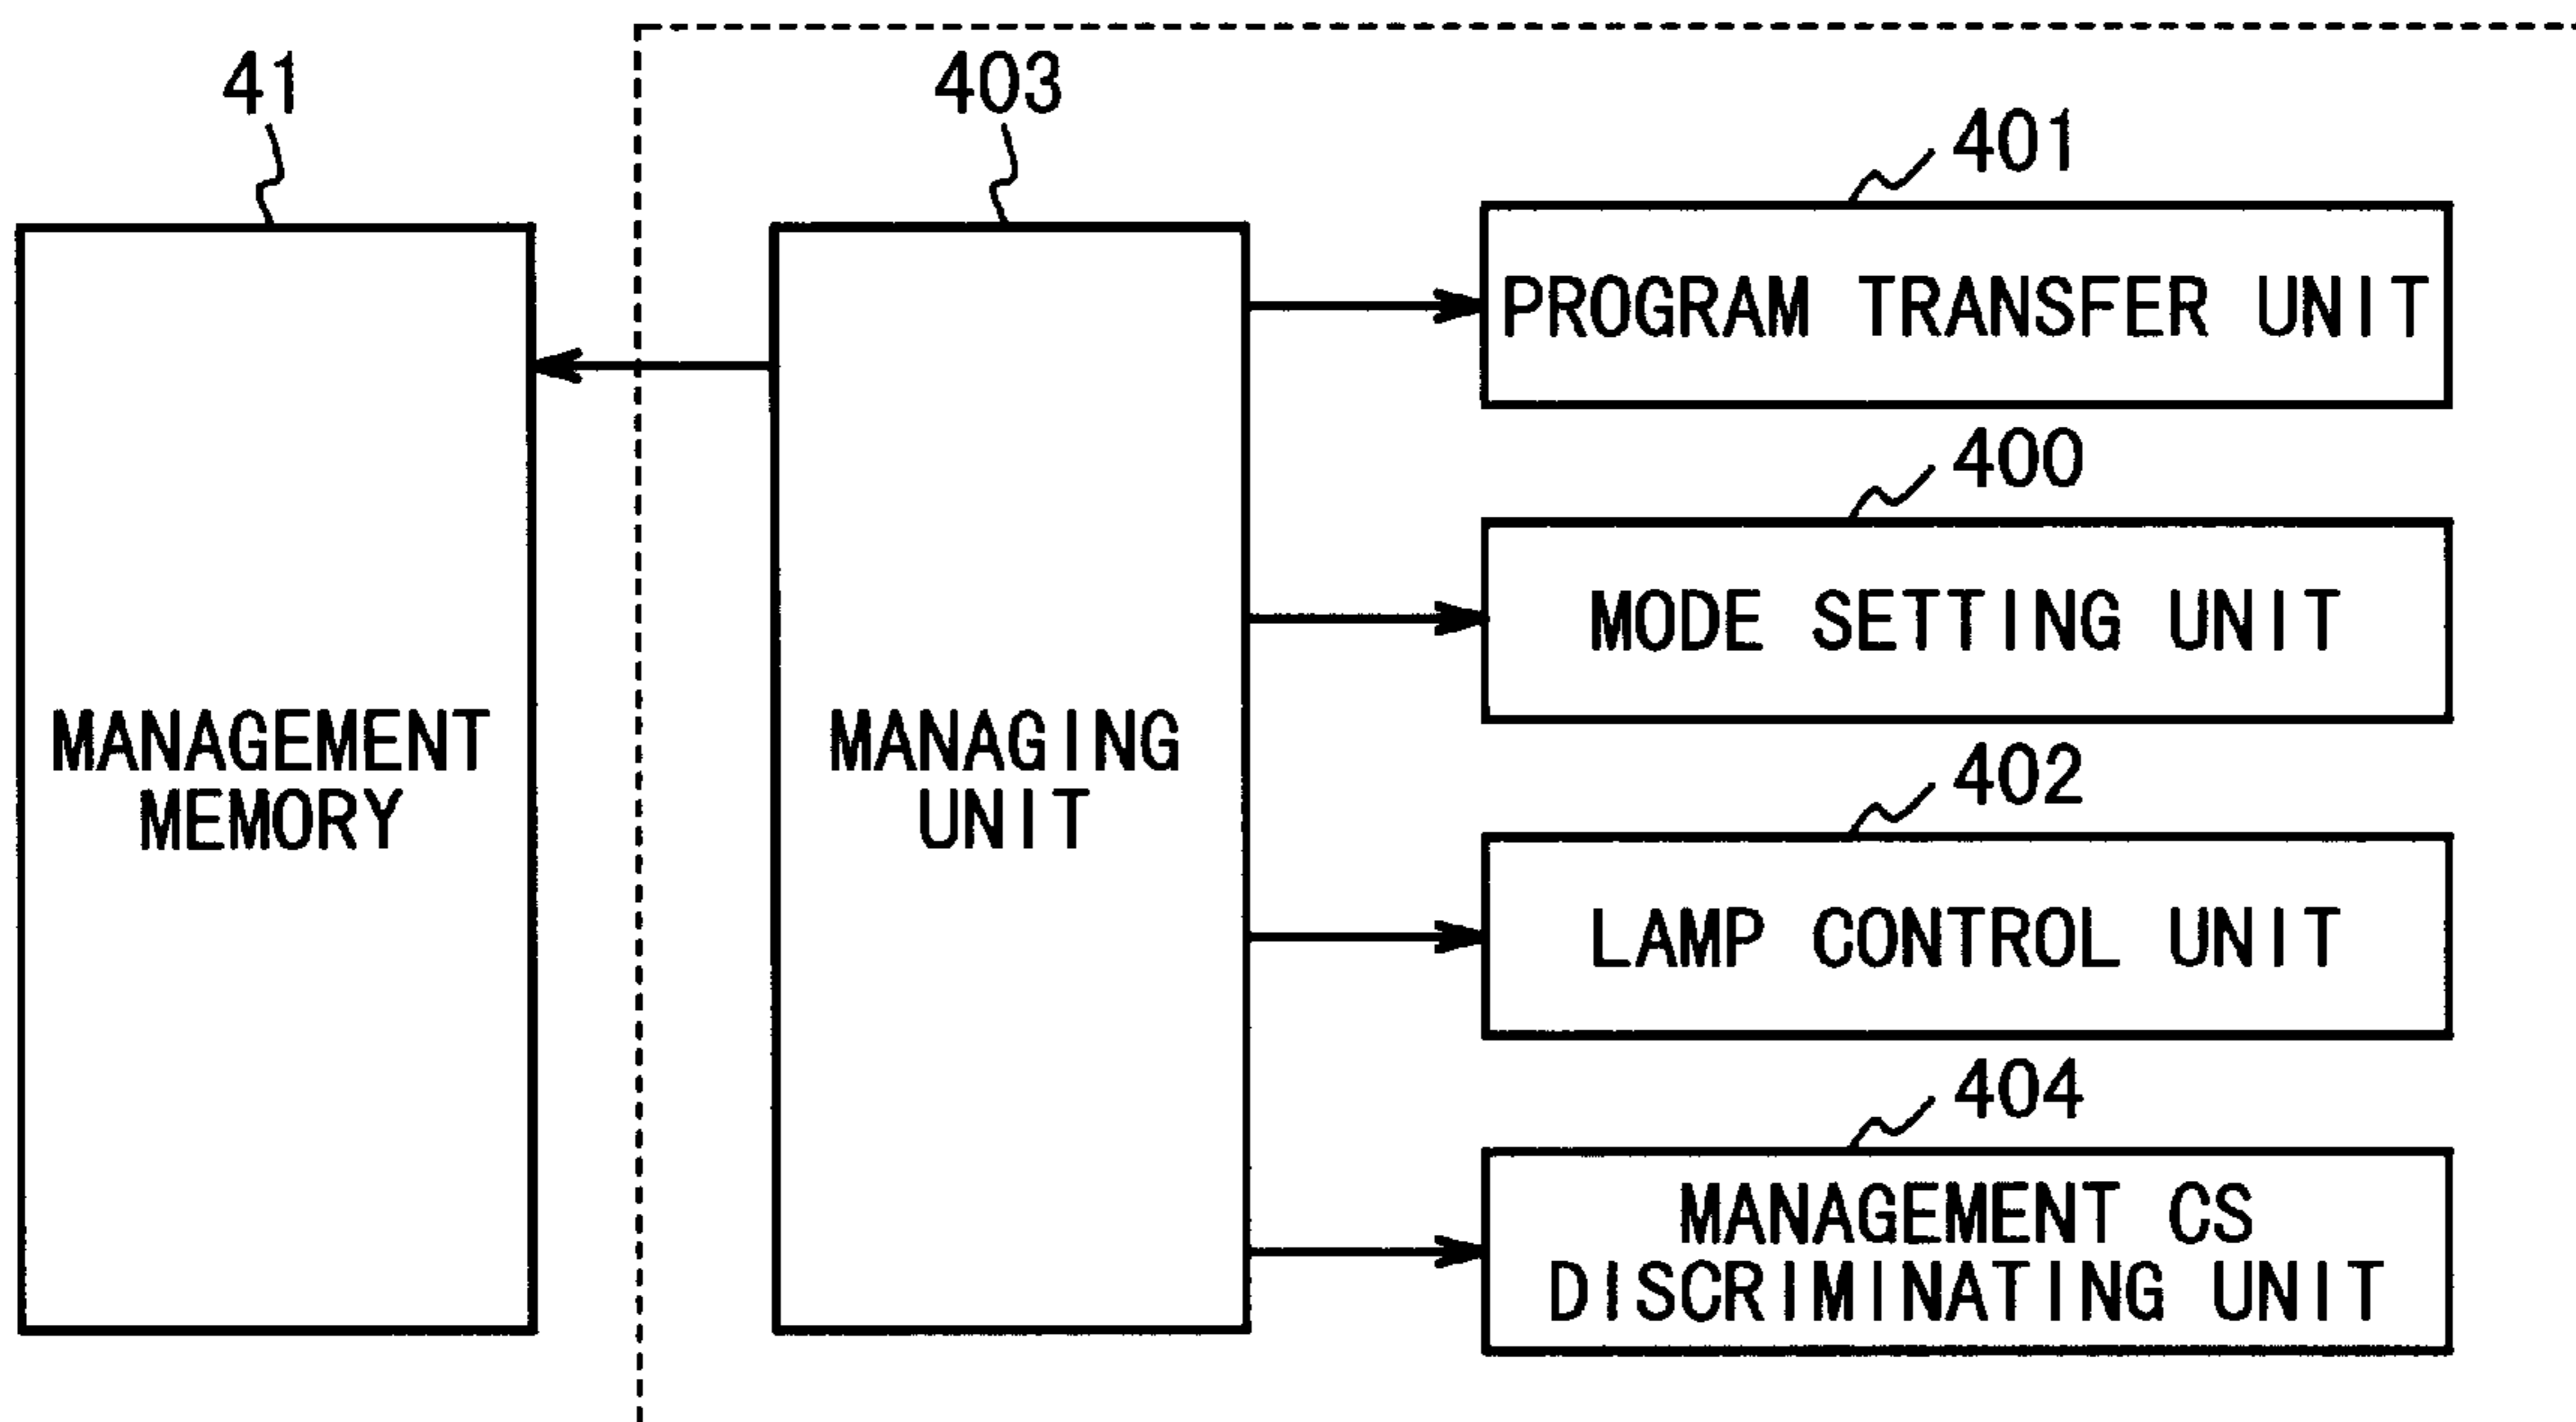 41
403
401
PROGRAM TRANSFER UNIT
400
MODE SETTING UNIT
MANAGEMENT
MEMORY
MANAGING
UNIT
402
LAMP CONTROL UNIT
404
MANAGEMENT CS
DISCRIMINATING UNIT